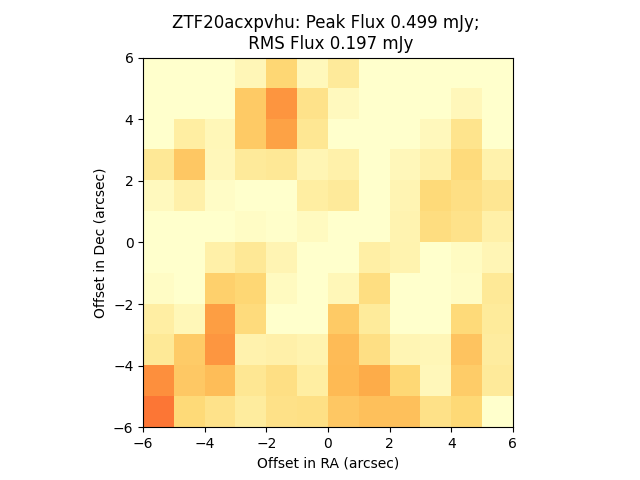 ZTF20acxpvhu: Peak Flux 0.499 mJy;
RMS Flux 0.197 mJy
6
4
2
0
−2
−4
−6
Offset in Dec (arcsec)
−6 −4 −2 0 2 4 6
Offset in RA (arcsec)